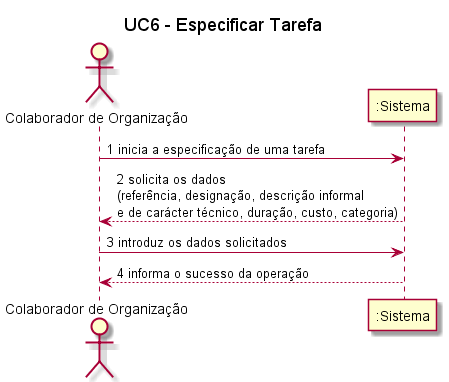 UC6 - Especificar Tarefa
Colaborador de Organização
:Sistema
1 inicia a especificação de uma tarefa
2 solicita os dados
(referência, designação, descrição informal
e de carácter técnico, duração, custo, categoria)
3 introduz os dados solicitados
4 informa o sucesso da operação
Colaborador de Organização
:Sistema